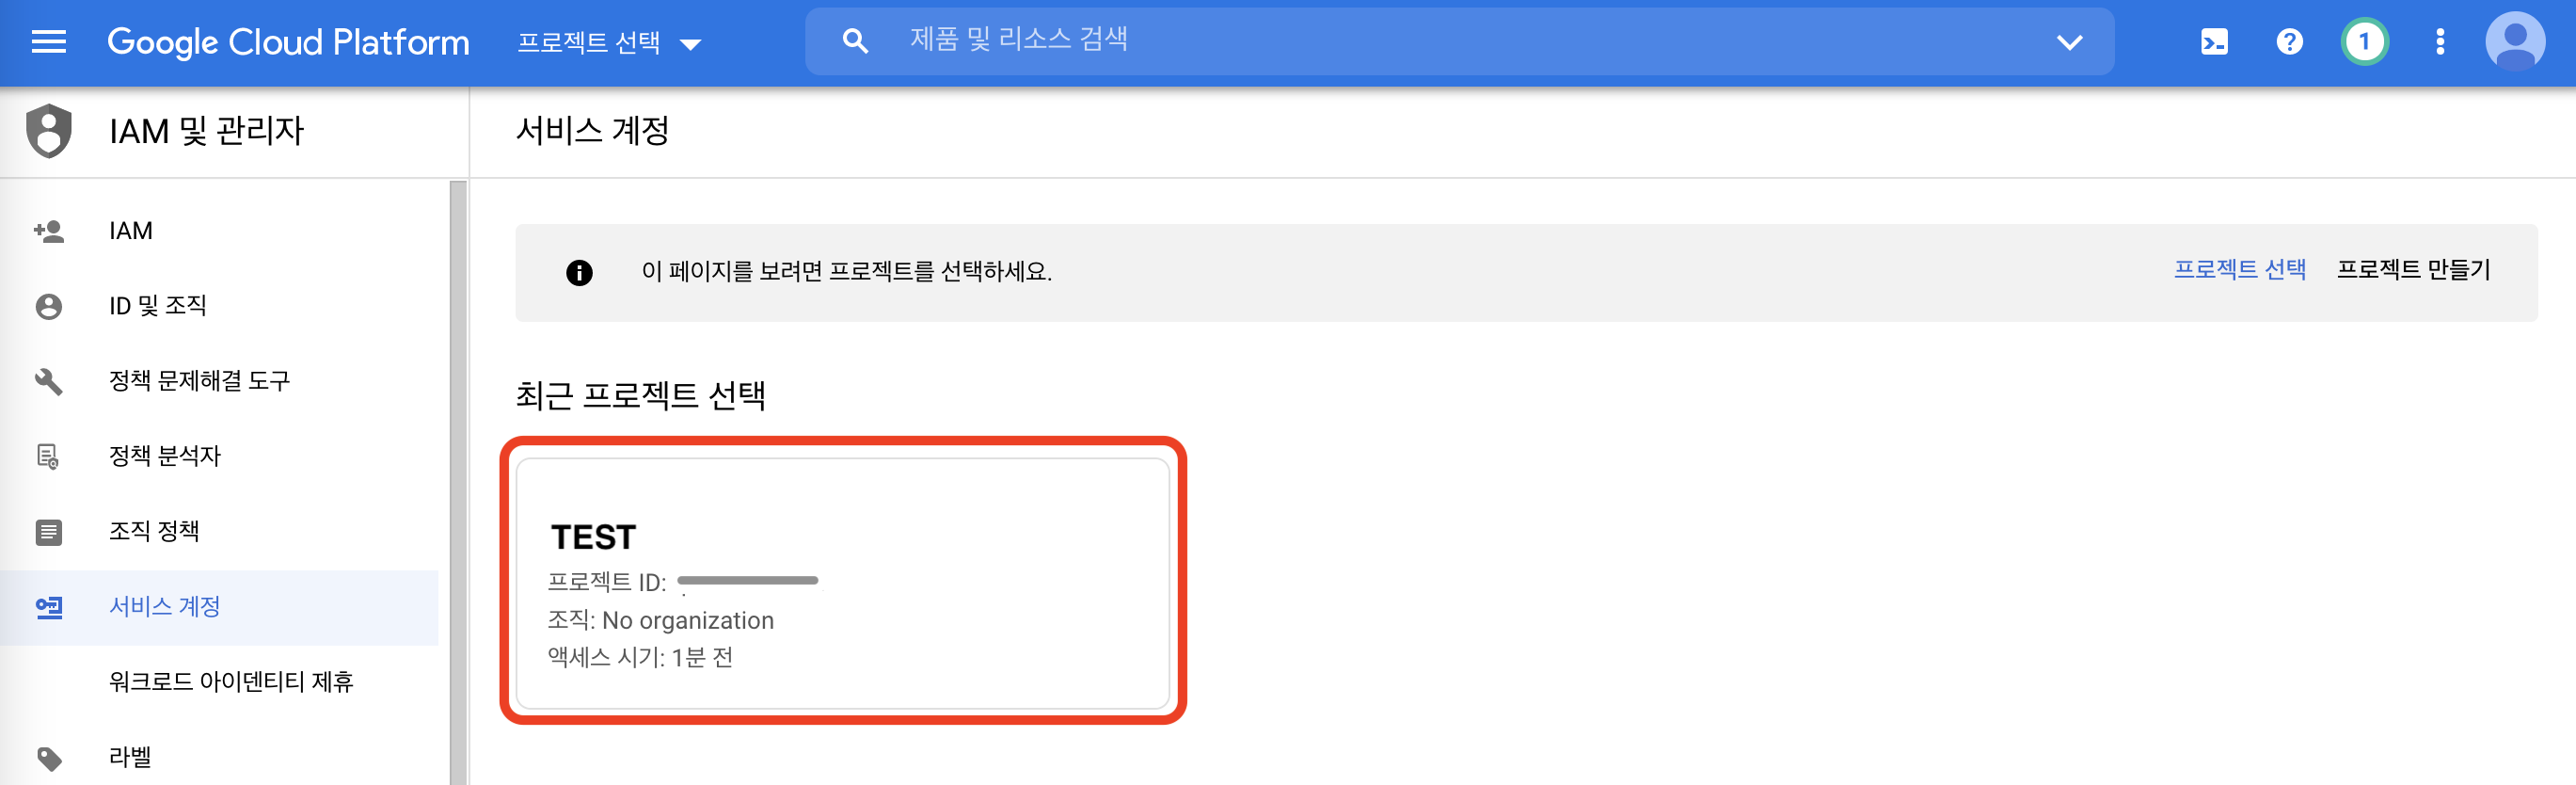 Google Cloud Platform
프로젝트 선택
제품 및 리소스 검색
1
IAM 및 관리자
서비스 계정
IAM
ID 및 조직
정책 문제해결 도구
정책 분석자
조직 정책
서비스 계정
워크로드 아이덴티티 제휴
라벨
이 페이지를 보려면 프로젝트를 선택하세요.
프로젝트 선택
프로젝트 만들기
최근 프로젝트 선택
TEST
프로젝트 ID:
조직: No organization
액세스 시기: 1분 전